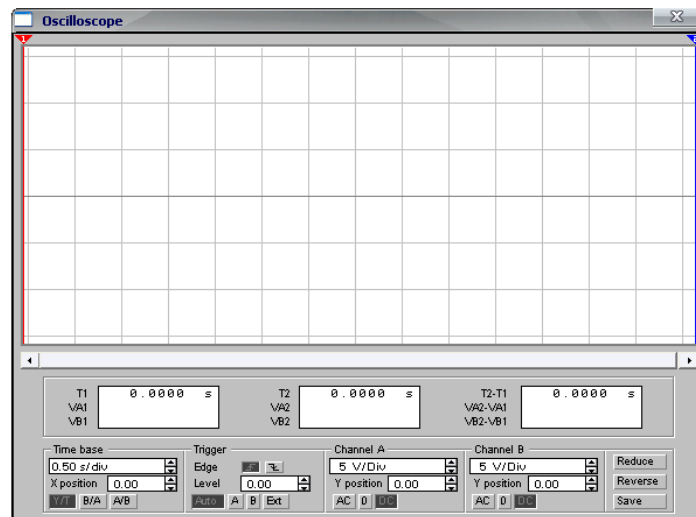 Oscilloscope
1
T1 0.0000 s T2 0.0000 s T2-T1 0.0000 s
VA1 VA2 VA2-VA1
VB1 VB2 VB2-VB1
Time base Trigger Channel A Channel B
0.50 s/div Edge 5 V/Div 5 V/Div Reduce
X position 0.00 Level 0.00 Y position 0.00 Y position 0.00 Reverse
Y/T B/A A/B Auto A B Ext AC 0 DC AC 0 DC Save